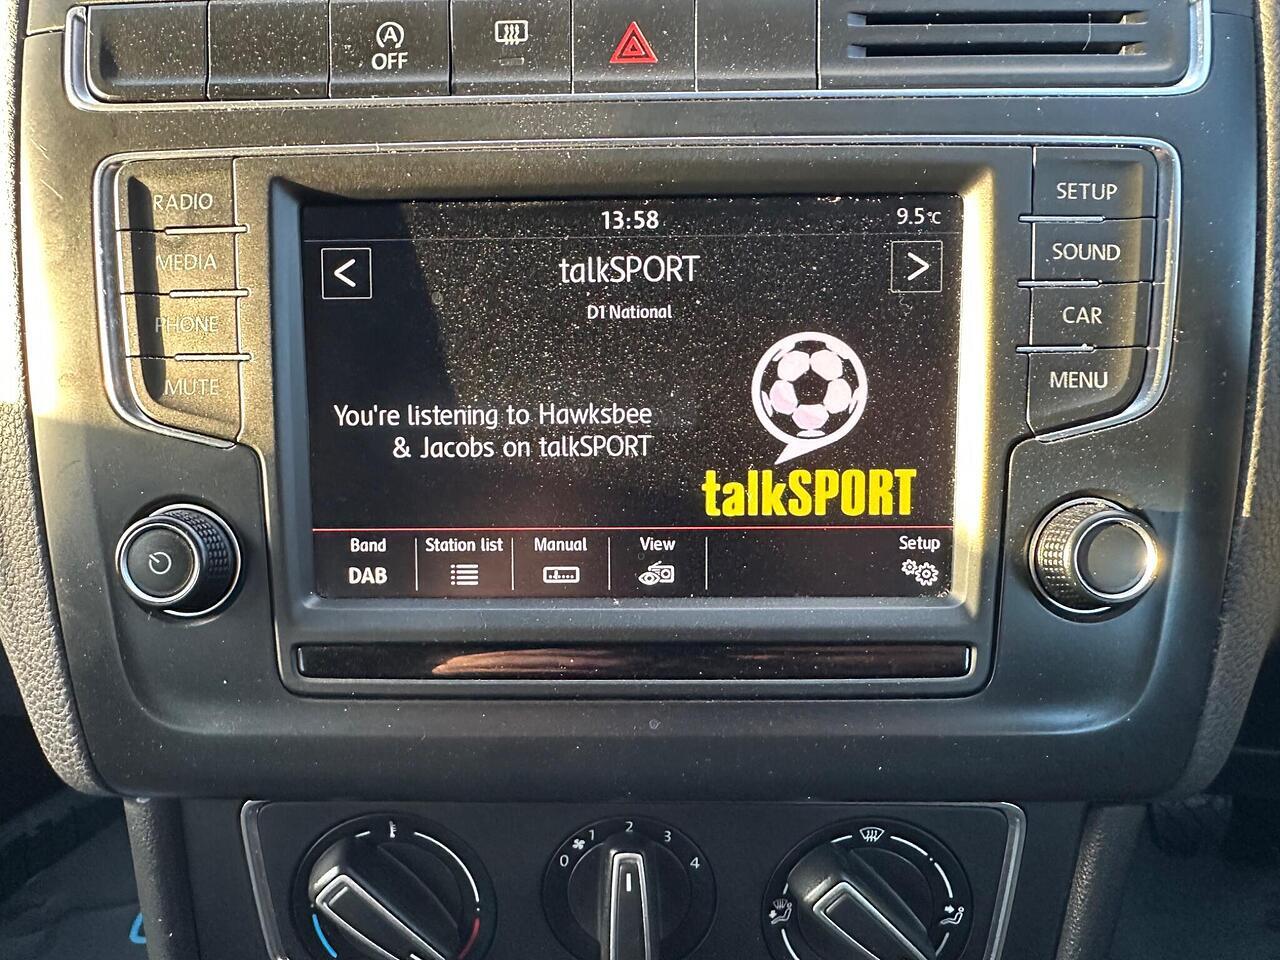 A
OFF
RADIO
MEDIA
PHONE
MUTE
13:58
9.5°C
<
talkSPORT
>
D1 National
You're listening to Hawksbee
& Jacobs on talkSPORT
talkSPORT
Band
DAB
Station list
Manual
View
Setup
SETUP
SOUND
CAR
MENU
0
1
2
3
4